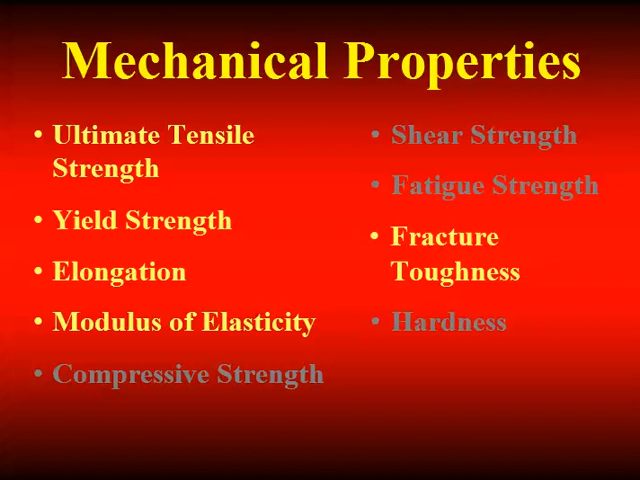 Mechanical Properties
• Ultimate Tensile
Strength
• Yield Strength
• Elongation
• Modulus of Elasticity
• Compressive Strength
• Shear Strength
• Fatigue Strength
• Fracture
Toughness
• Hardness